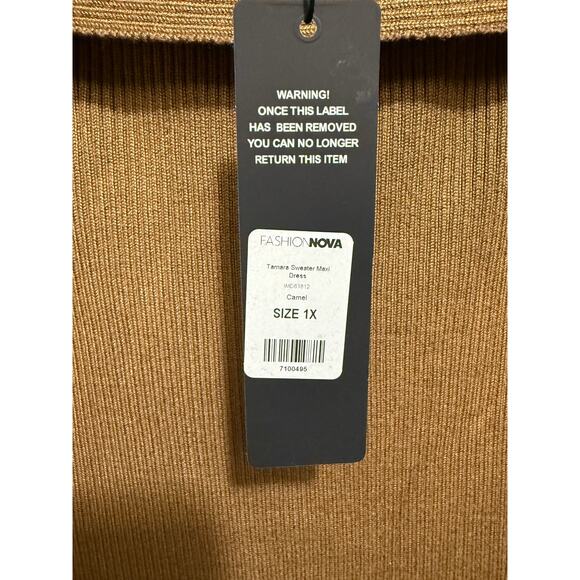 WARNING!
ONCE THIS LABEL
HAS BEEN REMOVED
YOU CAN NO LONGER
RETURN THIS ITEM
FASHIONNOVA
Tamara Sweater Maxi
Dress
IMD61812
Camel
SIZE 1X
7100495